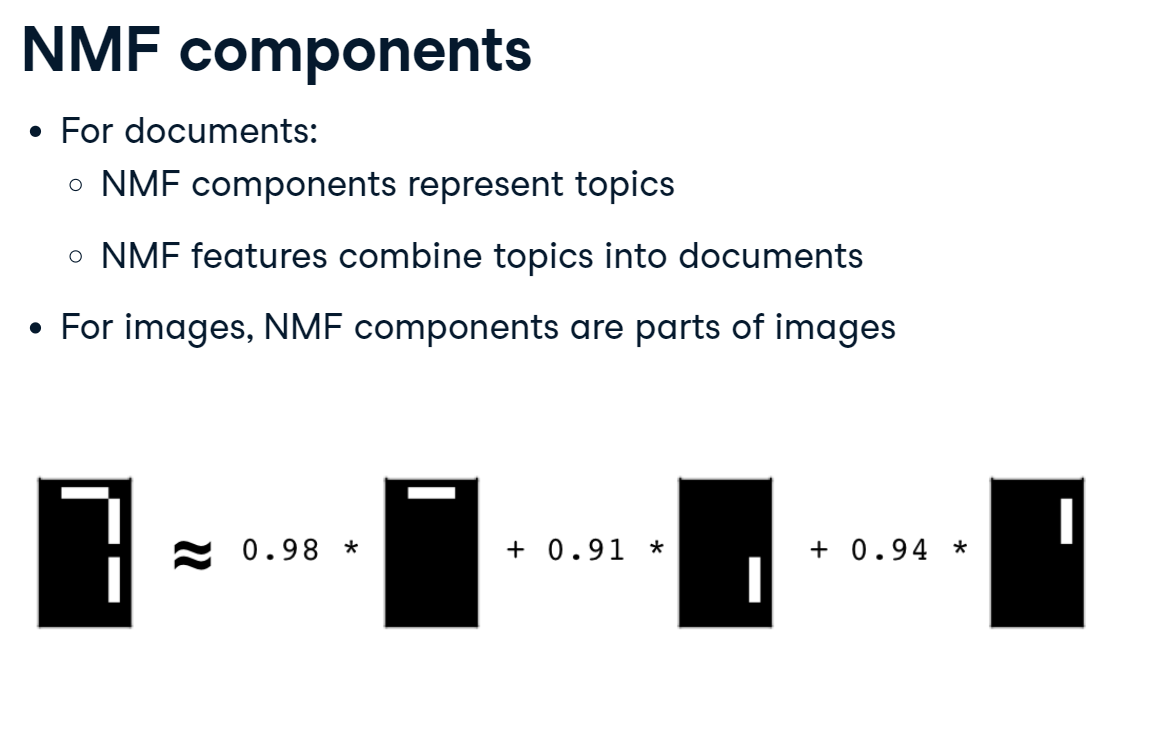 NMF components
• For documents:
○ NMF components represent topics
○ NMF features combine topics into documents
• For images, NMF components are parts of images
≈ 0.98 * + 0.91 * + 0.94 *